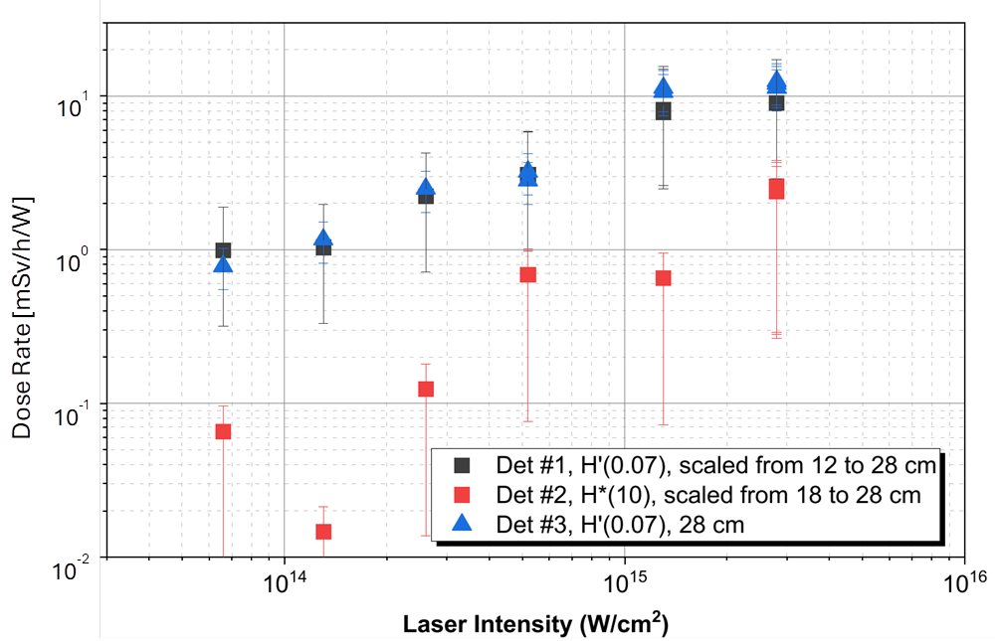 Dose Rate [mSv/h/W]
10¹
10⁰
10⁻¹
10⁻²
Det #1, H'(0.07), scaled from 12 to 28 cm
Det #2, H*(10), scaled from 18 to 28 cm
Det #3, H'(0.07), 28 cm
10¹⁴
10¹⁵
10¹⁶
Laser Intensity (W/cm²)